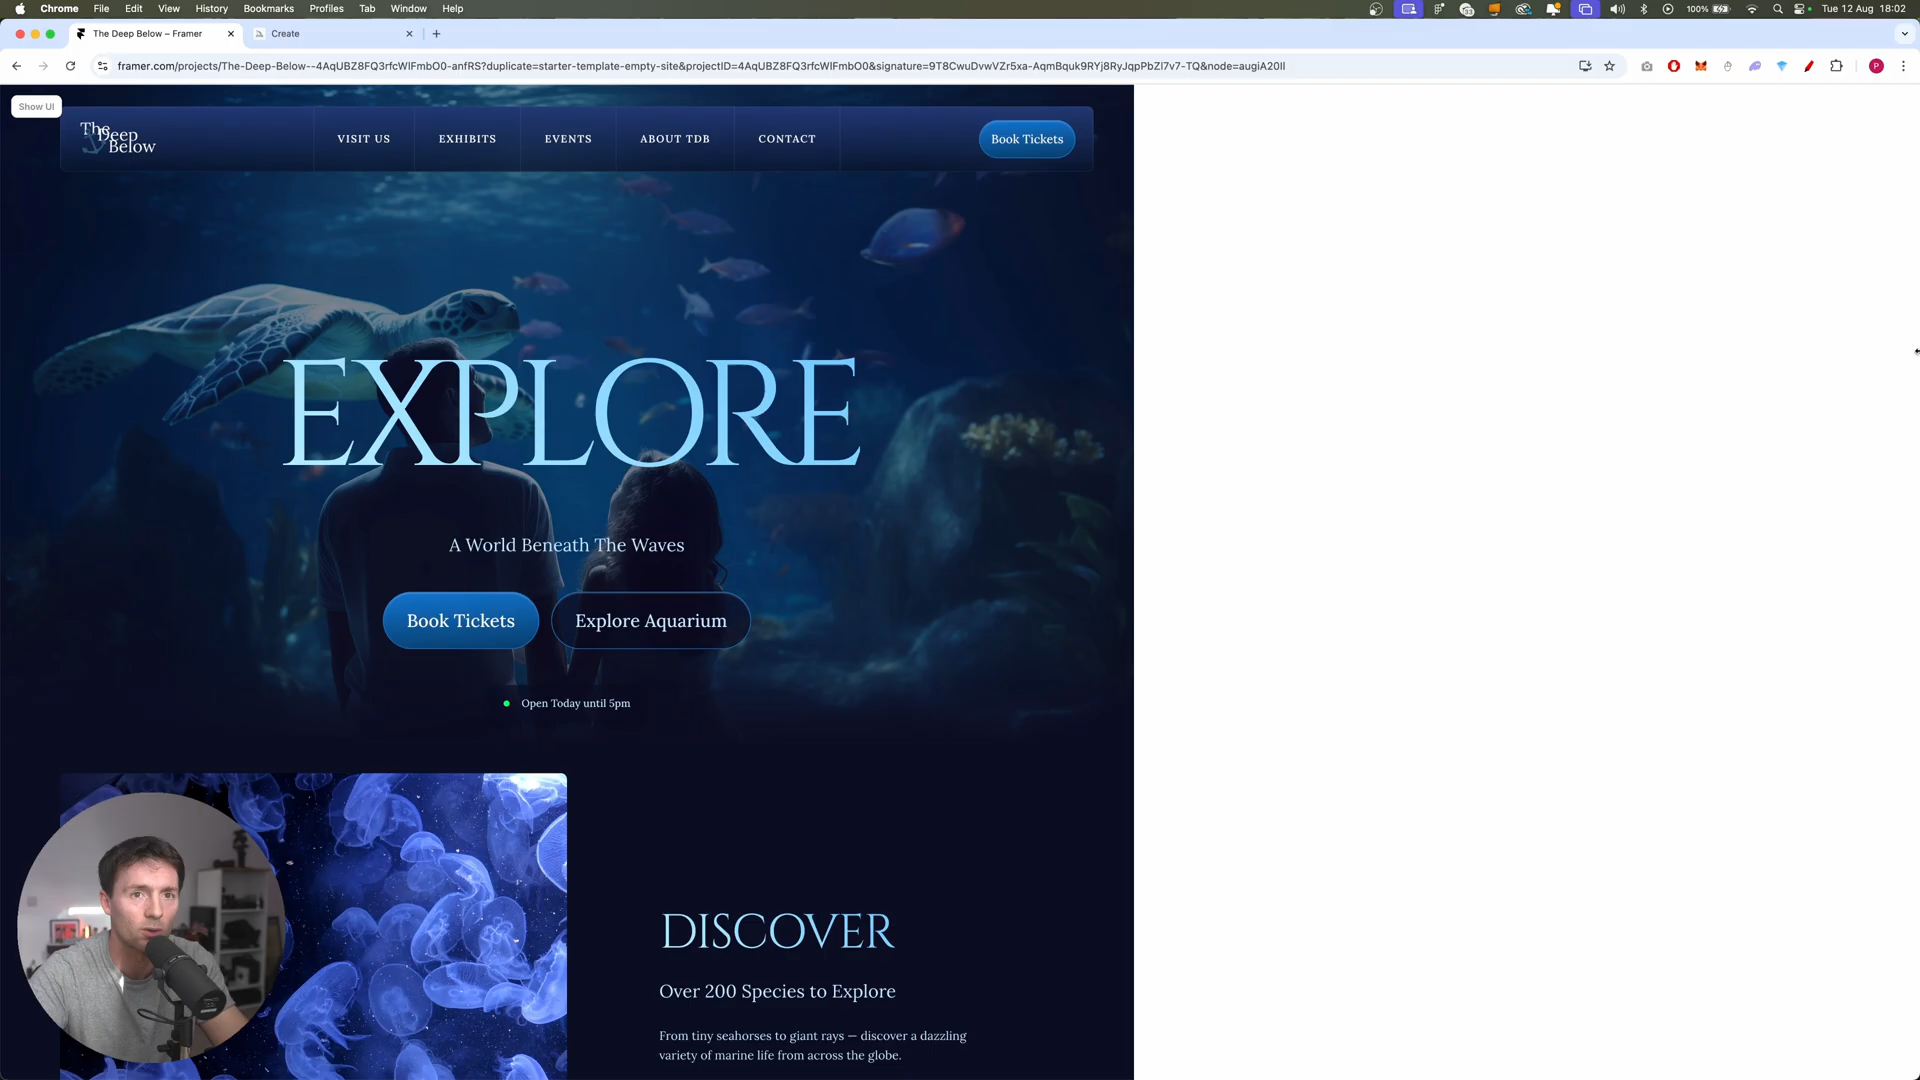 Chrome File Edit View History Bookmarks Profiles Tab Window Help 100% Tue 12 Aug 18:02
The Deep Below – Framer Create
framer.com/projects/The-Deep-Below--4AqUBZ8FQ3rfcWIFmbO0-anfRS?duplicate=starter-template-empty-site&projectID=4AqUBZ8FQ3rfcWIFmbO0&signature=9T8CwuDvwVZr5xa-AqmBquk9RYj8RyJqpPbZl7v7-TQ&node=augiA20Il
P
Show UI
The
Deep
Below
VISIT US EXHIBITS EVENTS ABOUT TDB CONTACT Book Tickets
EXPLORE
A World Beneath The Waves
Book Tickets Explore Aquarium
Open Today until 5pm
DISCOVER
Over 200 Species to Explore
From tiny seahorses to giant rays — discover a dazzling
variety of marine life from across the globe.